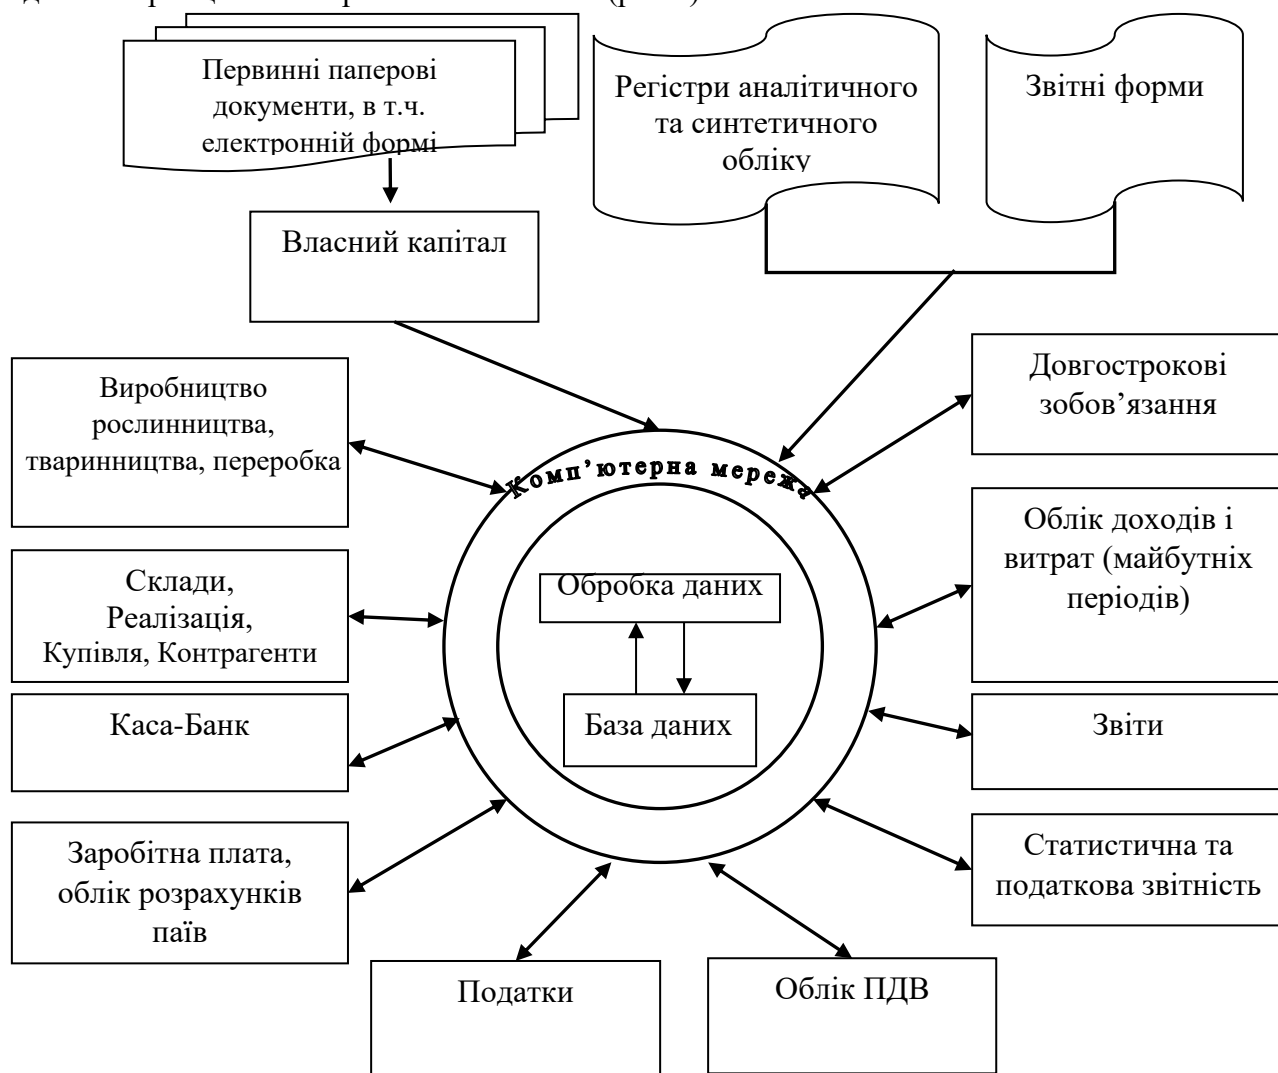 Первинні паперові
документи, в т.ч.
електронній формі
Регістри аналітичного
та синтетичного
обліку
Звітні форми
Власний капітал
Виробництво
рослинництва,
тваринництва, переробка
Довгострокові
зобов’язання
Комп’ютерна мережа
Склади,
Реалізація,
Купівля, Контрагенти
Облік доходів і
витрат (майбутніх
періодів)
Обробка даних
База даних
Каса-Банк
Звіти
Заробітна плата,
облік розрахунків
паїв
Статистична та
податкова звітність
Податки
Облік ПДВ